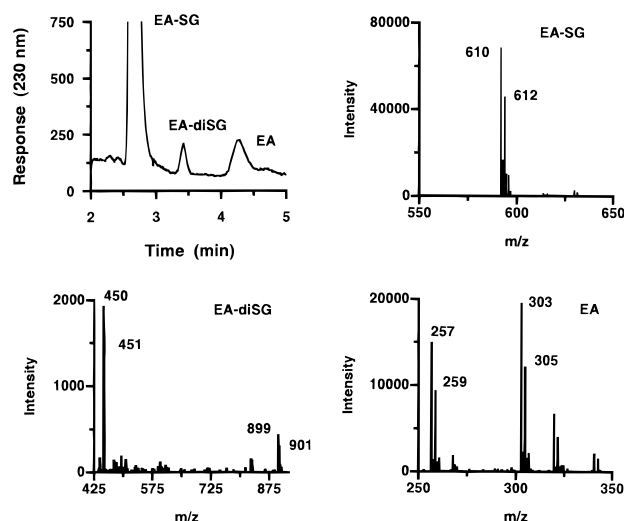 750
500
250
0
Response (230 nm)
EA-SG
EA-diSG
EA
2
3
4
5
Time (min)
80000
40000
0
Intensity
610
612
EA-SG
550
600
650
m/z
2000
1000
0
Intensity
450
451
EA-diSG
899
901
425
575
725
875
m/z
20000
10000
0
Intensity
257
259
303
305
EA
250
300
350
m/z